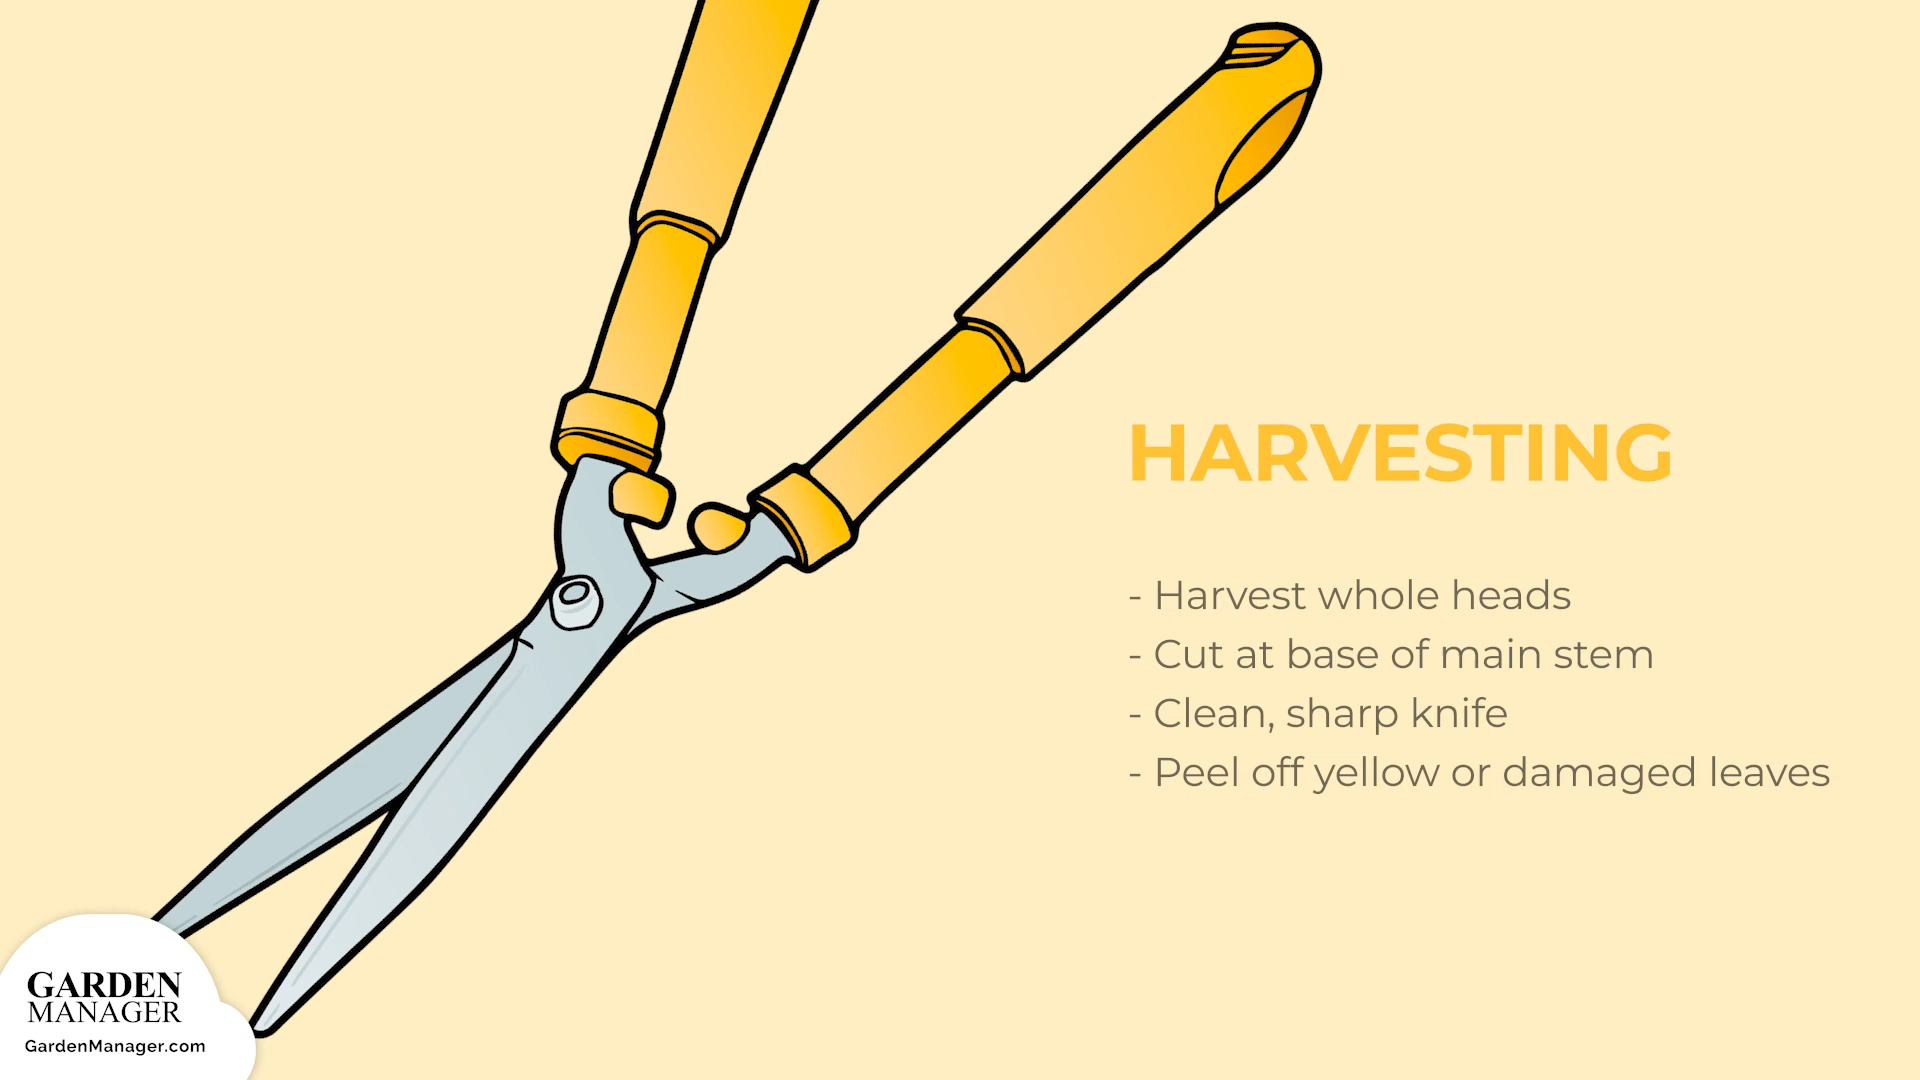 HARVESTING
- Harvest whole heads
- Cut at base of main stem
- Clean, sharp knife
- Peel off yellow or damaged leaves
GARDEN
MANAGER
GardenManager.com